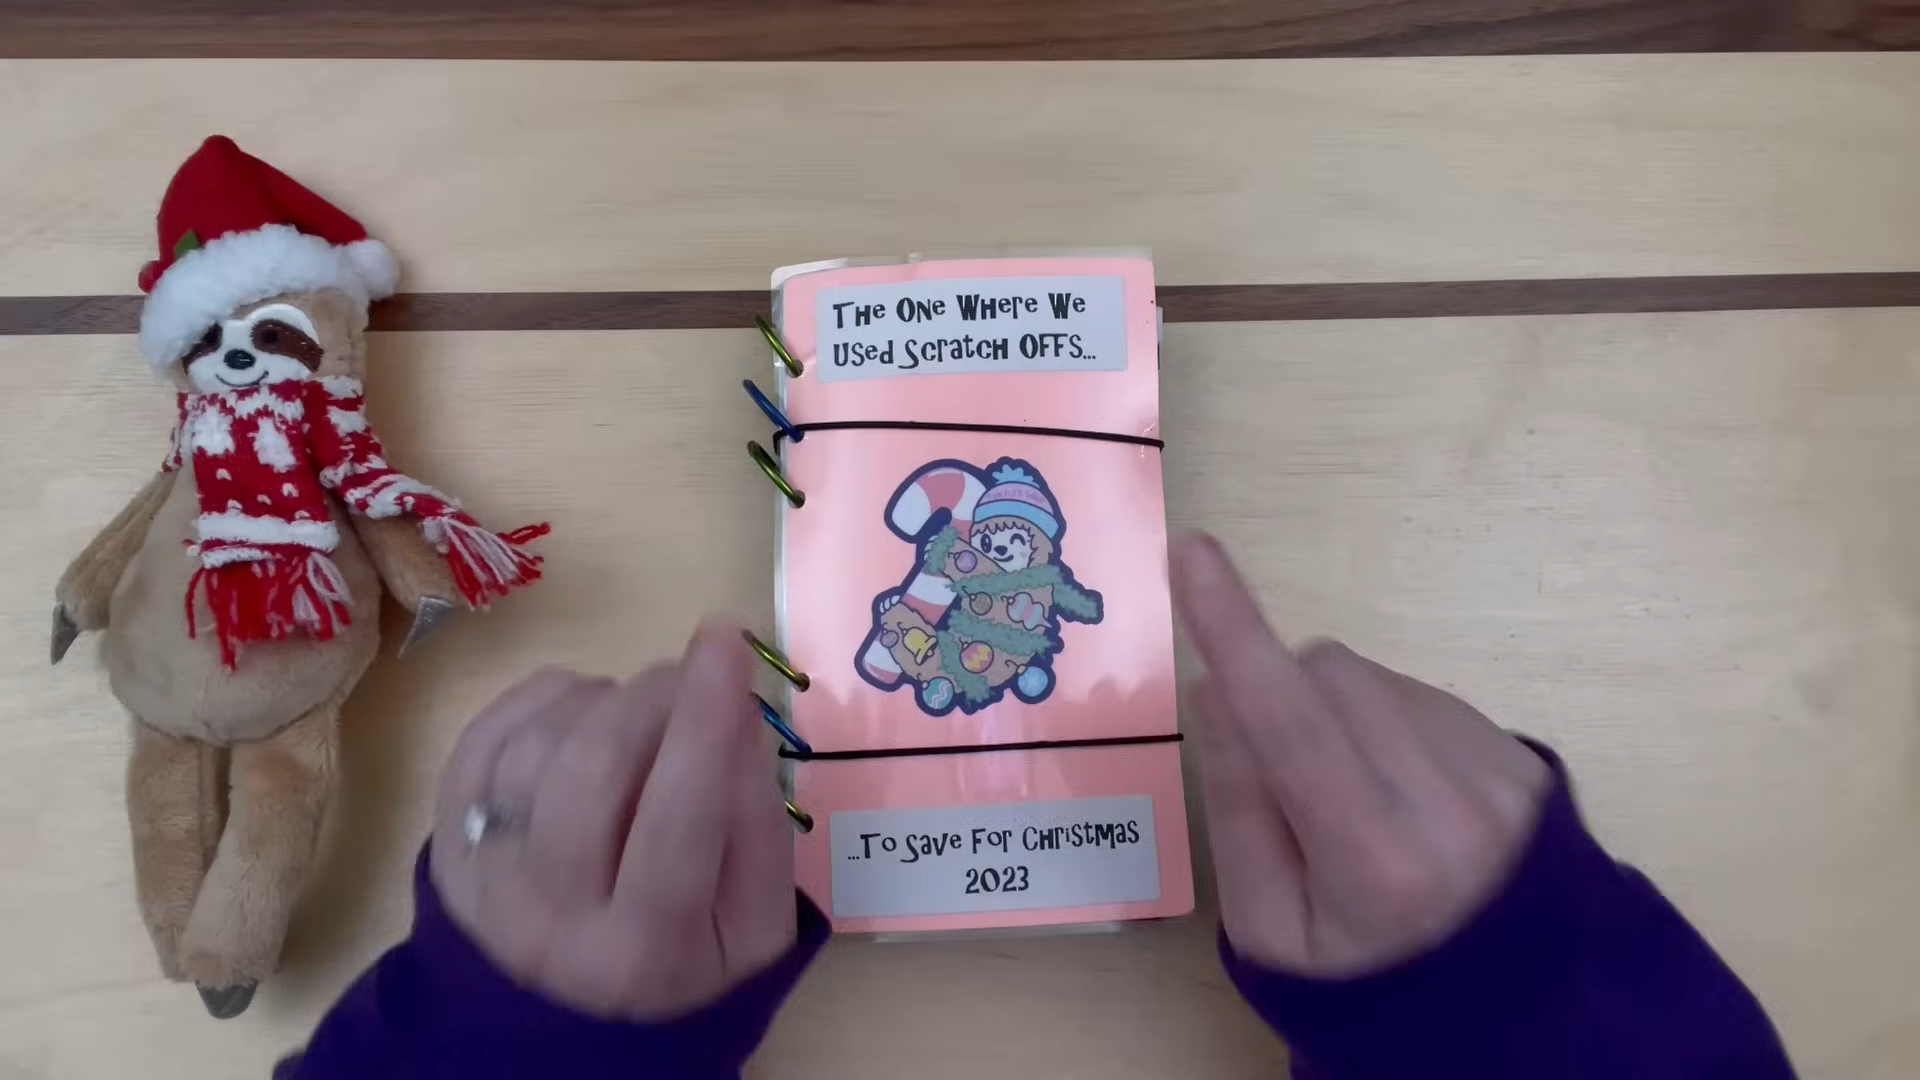 The One Where We
Used Scratch Offs...
...To Save For Christmas
2023